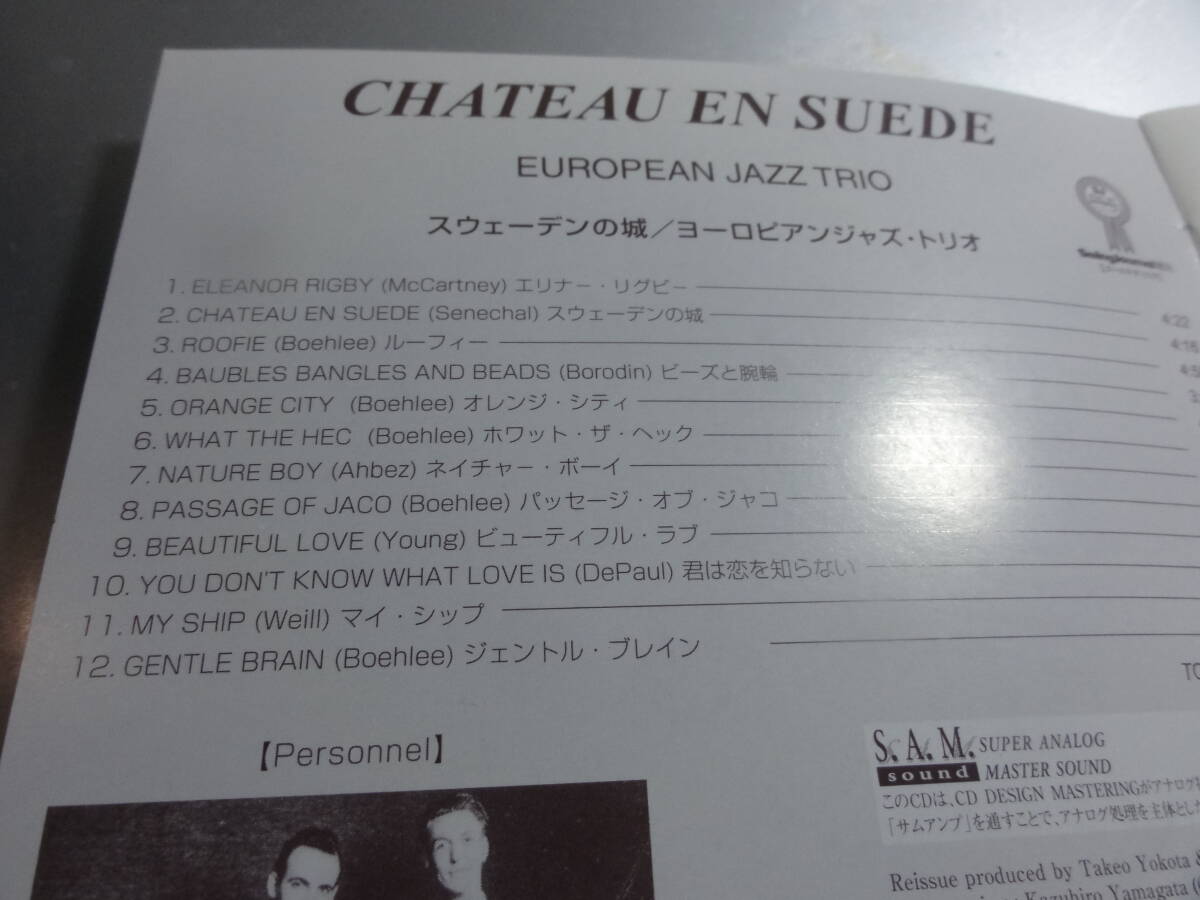 CHATEAU EN SUEDE
EUROPEAN JAZZ TRIO
スウェーデンの城／ヨーロピアンジャズ・トリオ
1. ELEANOR RIGBY (McCartney) エリナー・リグビー 4:22
2. CHATEAU EN SUEDE (Senechal) スウェーデンの城 4:16
3. ROOFIE (Boehlee) ルーフィー
4. BAUBLES BANGLES AND BEADS (Borodin) ビーズと腕輪
5. ORANGE CITY (Boehlee) オレンジ・シティ
6. WHAT THE HEC (Boehlee) ホワット・ザ・ヘック
7. NATURE BOY (Ahbez) ネイチャー・ボーイ
8. PASSAGE OF JACO (Boehlee) パッセージ・オブ・ジャコ
9. BEAUTIFUL LOVE (Young) ビューティフル・ラブ
10. YOU DON'T KNOW WHAT LOVE IS (DePaul) 君は恋を知らない
11. MY SHIP (Weill) マイ・シップ
12. GENTLE BRAIN (Boehlee) ジェントル・ブレイン
【Personnel】
S.A.M. SUPER ANALOG
sound MASTER SOUND
このCDは、CD DESIGN MASTERINGがアナログ
「サムアンプ」を通すことで、アナログ処理を主体とし
Reissue produced by Takeo Yokota &
Kazuhiro Yamagata